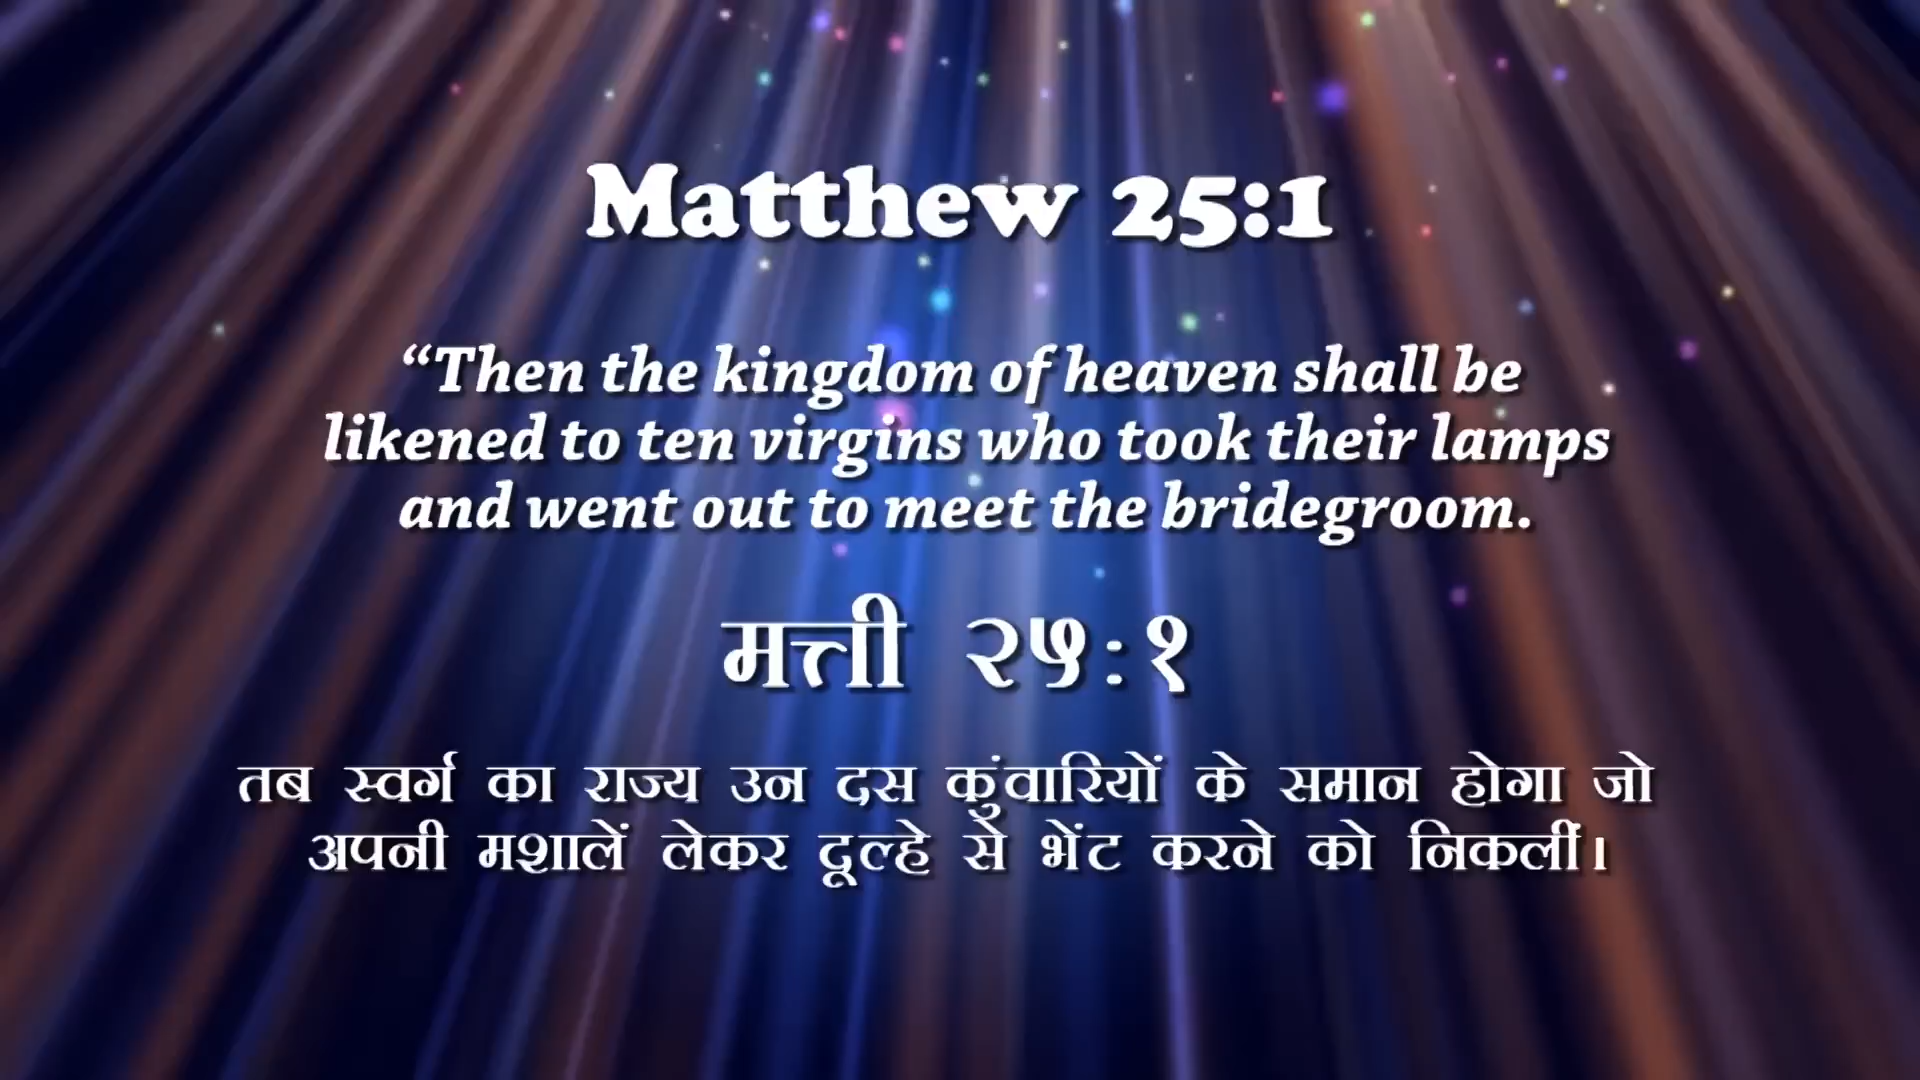 Matthew 25:1
“Then the kingdom of heaven shall be
likened to ten virgins who took their lamps
and went out to meet the bridegroom.
मत्ती २५:१
तब स्वर्ग का राज्य उन दस कुंवारियों के समान होगा जो
अपनी मशालें लेकर दूल्हे से भेंट करने को निकलीं।